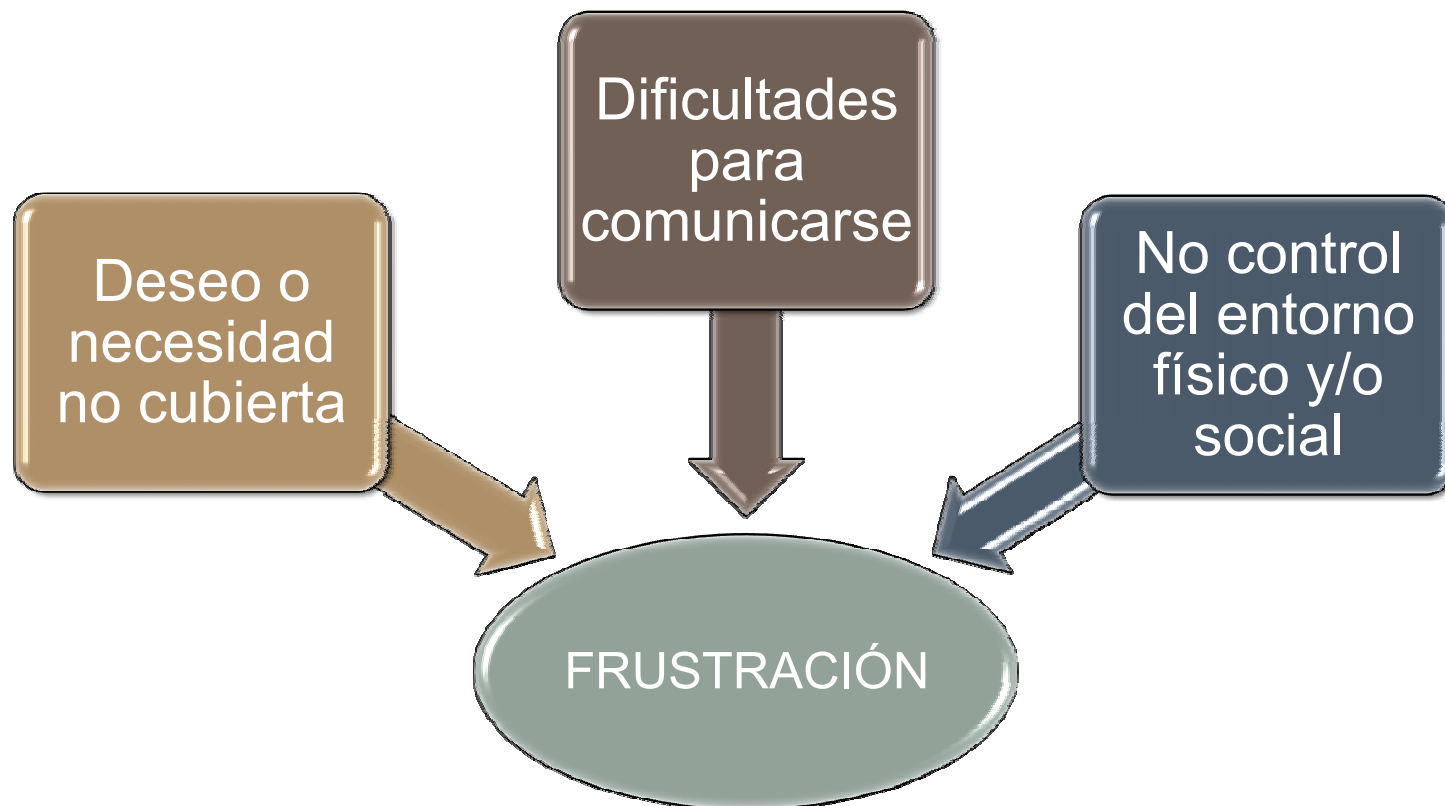 Dificultades
para
comunicarse
Deseo o
necesidad
no cubierta
No control
del entorno
físico y/o
social
FRUSTRACIÓN